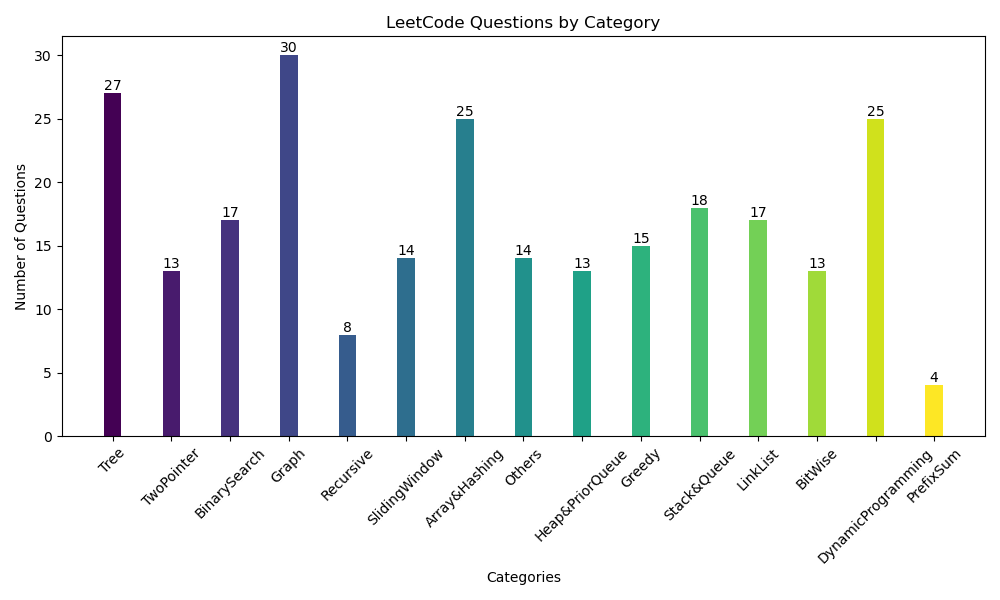 LeetCode Questions by Category
Number of Questions
30
25
20
15
10
5
0
27
13
17
30
8
14
25
14
13
15
18
17
13
25
4
Tree
TwoPointer
BinarySearch
Graph
Recursive
SlidingWindow
Array&Hashing
Others
Heap&PriorQueue
Greedy
Stack&Queue
LinkList
BitWise
DynamicProgramming
PrefixSum
Categories